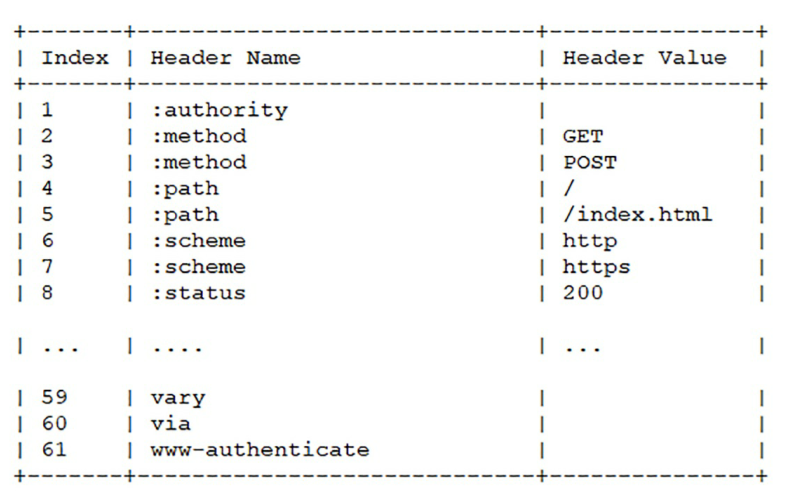 +-------+-----------------------------+---------------+
| Index | Header Name | Header Value |
+-------+-----------------------------+---------------+
| 1 | :authority | |
| 2 | :method | GET |
| 3 | :method | POST |
| 4 | :path | / |
| 5 | :path | /index.html |
| 6 | :scheme | http |
| 7 | :scheme | https |
| 8 | :status | 200 |
| ... | .... | ... |
| 59 | vary | |
| 60 | via | |
| 61 | www-authenticate | |
+-------+-----------------------------+---------------+